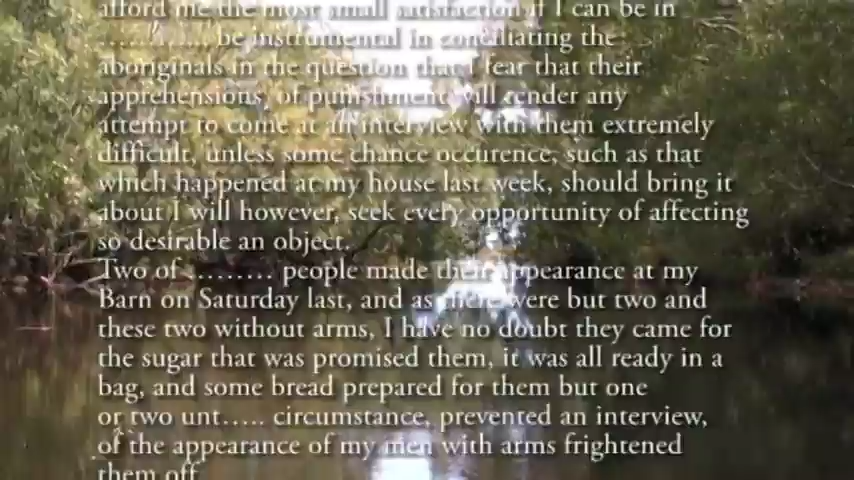 afford me the most small satisfaction if I can be in
............ be instrumental in conciliating the
aboriginals in the question that I fear that their
apprehensions, of punishment, will render any
attempt to come at an interview with them extremely
difficult, unless some chance occurence, such as that
which happened at my house last week, should bring it
about I will however, seek every opportunity of affecting
so desirable an object.
Two of ......... people made their appearance at my
Barn on Saturday last, and as there were but two and
these two without arms, I have no doubt they came for
the sugar that was promised them, it was all ready in a
bag, and some bread prepared for them but one
or two unt..... circumstance, prevented an interview,
of the appearance of my men with arms frightened
them off